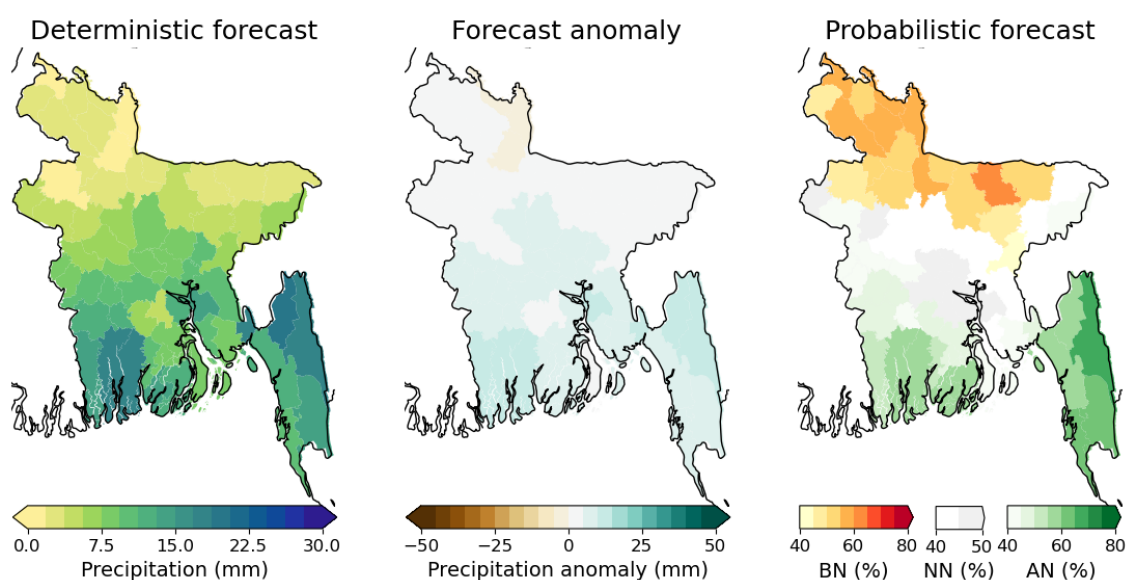 Deterministic forecast Forecast anomaly Probabilistic forecast
0.0 7.5 15.0 22.5 30.0 −50 −25 0 25 50 40 60 80 40 50 40 60 80
Precipitation (mm) Precipitation anomaly (mm) BN (%) NN (%) AN (%)